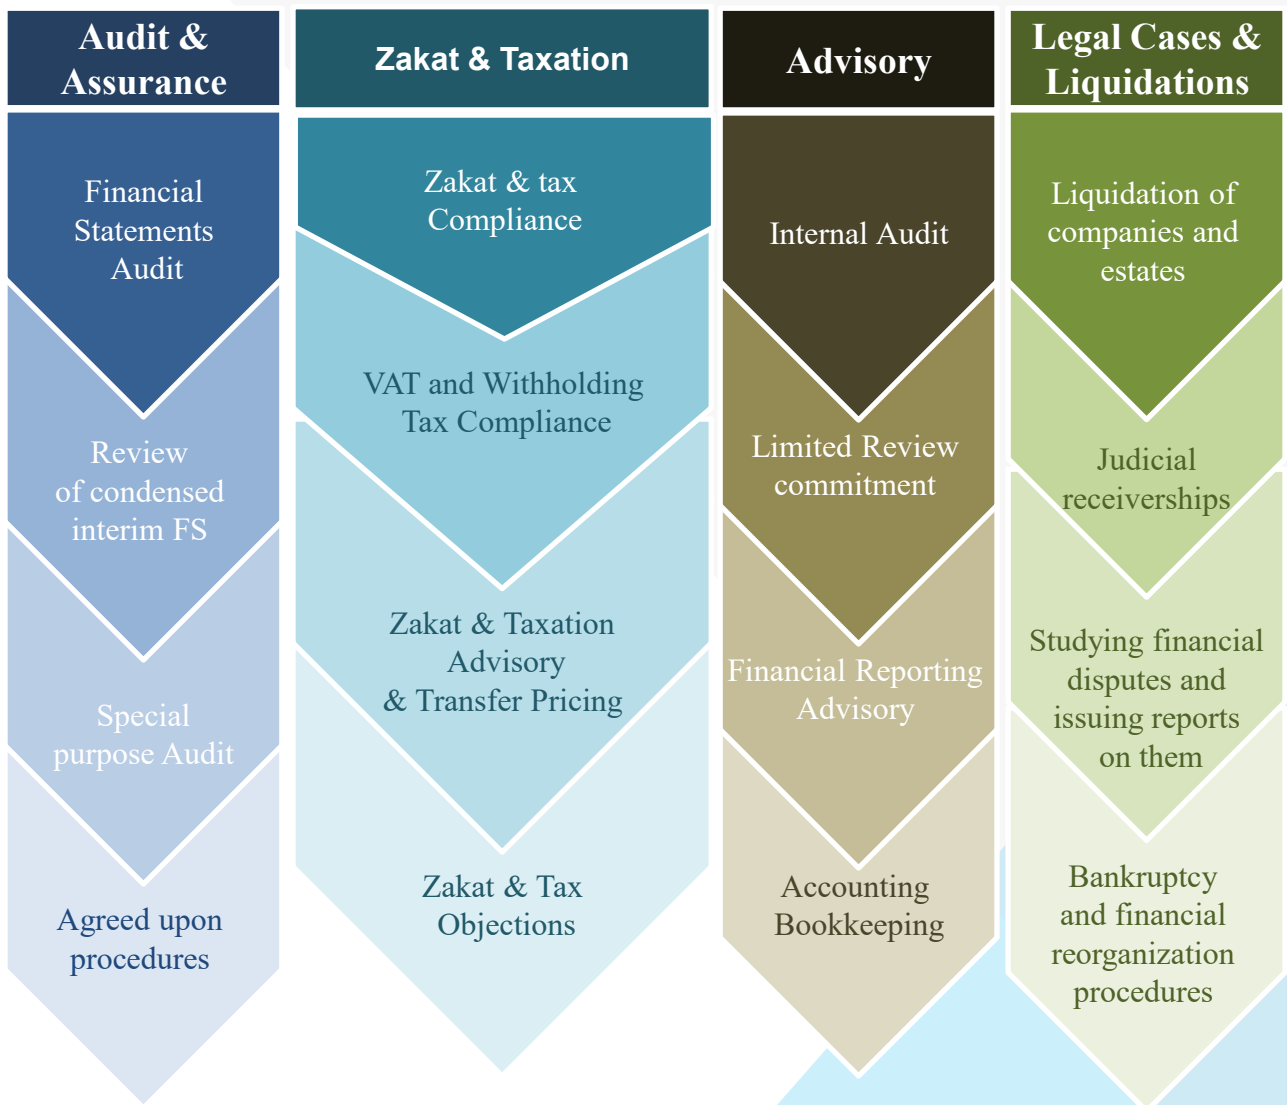 Audit &
Assurance
Financial
Statements
Audit
Review
of condensed
interim FS
Special
purpose Audit
Agreed upon
procedures
Zakat & Taxation
Zakat & tax
Compliance
VAT and Withholding
Tax Compliance
Zakat & Taxation
Advisory
& Transfer Pricing
Zakat & Tax
Objections
Advisory
Internal Audit
Limited Review
commitment
Financial Reporting
Advisory
Accounting
Bookkeeping
Legal Cases &
Liquidations
Liquidation of
companies and
estates
Judicial
receiverships
Studying financial
disputes and
issuing reports
on them
Bankruptcy
and financial
reorganization
procedures